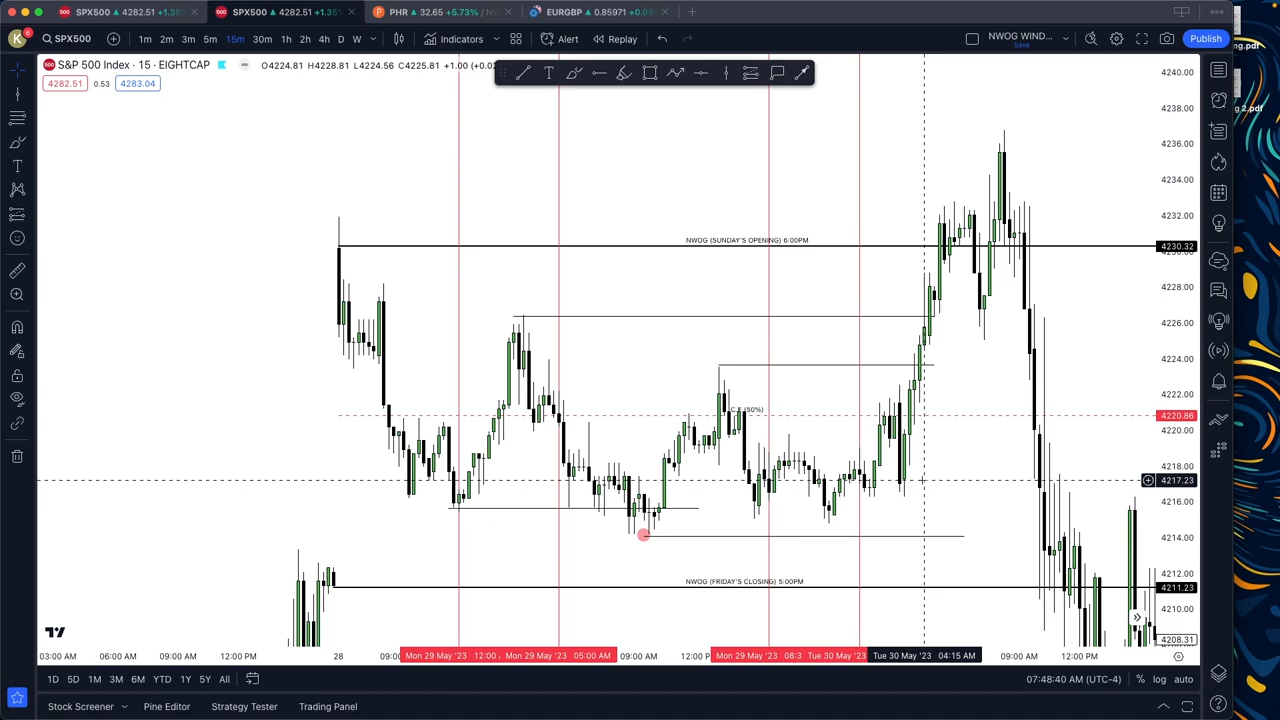 SPX500 ▲ 4282.51 ▲ +1.35%
SPX500 ▲ 4282.51 ▲ +1.35%
PHR ▲ 32.65 +5.73%
EURGBP ▲ 0.85971
K 6 SPX500 1m 2m 3m 5m 15m 30m 1h 2h 4h D W Indicators Alert Replay NWOG WIND... Save Publish
S&P 500 Index · 15 · EIGHTCAP O4224.81 H4228.81 L4224.56 C4225.81 +1.00
4282.51 0.53 4283.04
4240.00
4238.00
4236.00
4234.00
4232.00
NWOG (SUNDAY'S OPENING) 6:00PM
4230.32
4228.00
4226.00
4224.00
4222.00
C.E (50%)
4220.86
4220.00
4218.00
4217.23
4216.00
4214.00
4212.00
NWOG (FRIDAY'S CLOSING) 5:00PM
4211.23
4210.00
4208.31
03:00 AM 06:00 AM 09:00 AM 12:00 PM 28 Mon 29 May '23 12:00 Mon 29 May '23 05:00 AM 09:00 AM 12:00 Mon 29 May '23 08:3 Tue 30 May '23 Tue 30 May '23 04:15 AM 09:00 AM 12:00 PM
1D 5D 1M 3M 6M YTD 1Y 5Y All 07:48:40 AM (UTC-4) % log auto
Stock Screener Pine Editor Strategy Tester Trading Panel
2.pdf